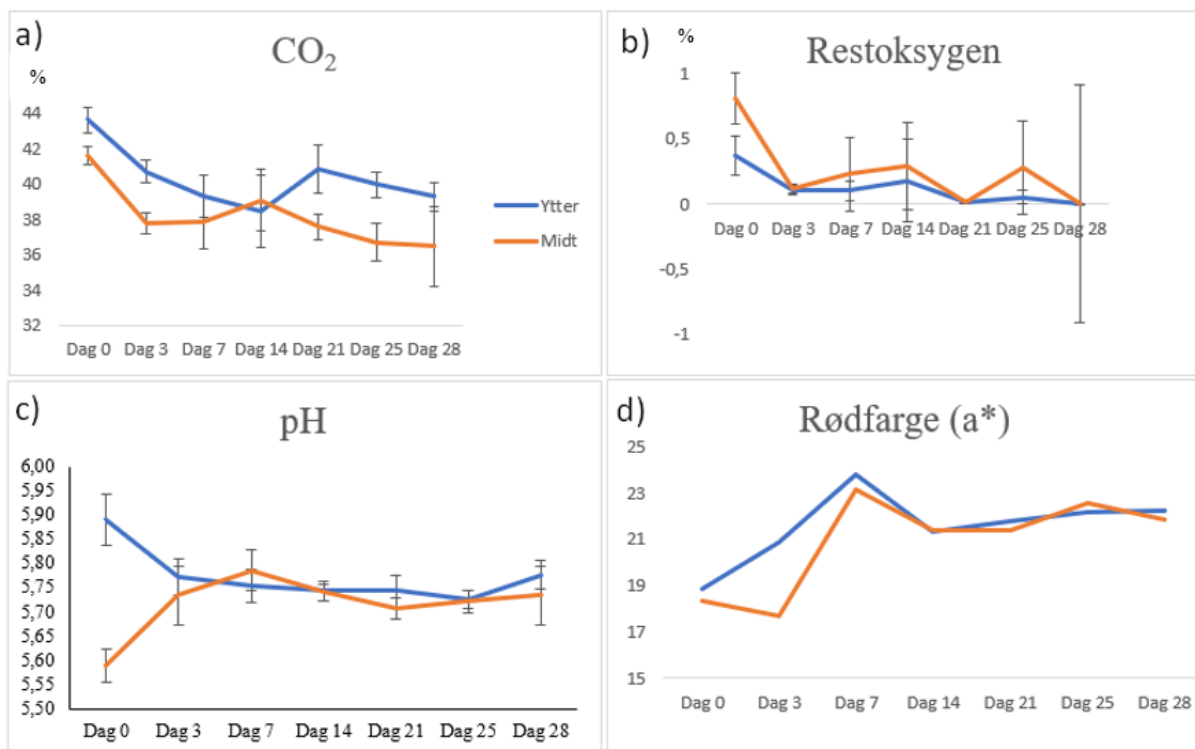 a)
CO₂
%
44
42
40
38
36
34
32
Dag 0 Dag 3 Dag 7 Dag 14 Dag 21 Dag 25 Dag 28
Ytter
Midt
b)
%
Restoksygen
1
0,5
0
-0,5
-1
Dag 0 Dag 3 Dag 7 Dag 14 Dag 21 Dag 25 Dag 28
c)
pH
6,00
5,95
5,90
5,85
5,80
5,75
5,70
5,65
5,60
5,55
5,50
Dag 0 Dag 3 Dag 7 Dag 14 Dag 21 Dag 25 Dag 28
d)
Rødfarge (a*)
25
23
21
19
17
15
Dag 0 Dag 3 Dag 7 Dag 14 Dag 21 Dag 25 Dag 28